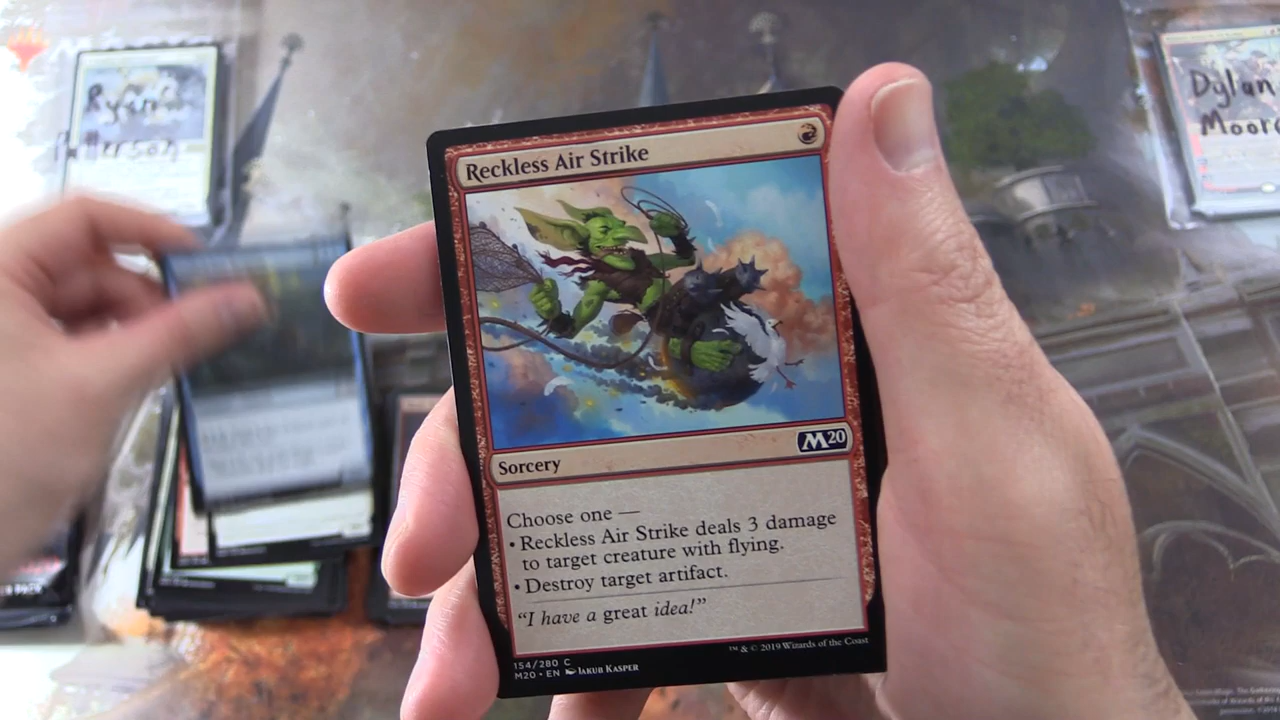 Ryan
Patterson
Dylan
Moore
Reckless Air Strike
M20
Sorcery
Choose one —
• Reckless Air Strike deals 3 damage
to target creature with flying.
• Destroy target artifact.
"I have a great idea!"
154/280 C
M20 • EN Jakub Kasper
™ & © 2019 Wizards of the Coast